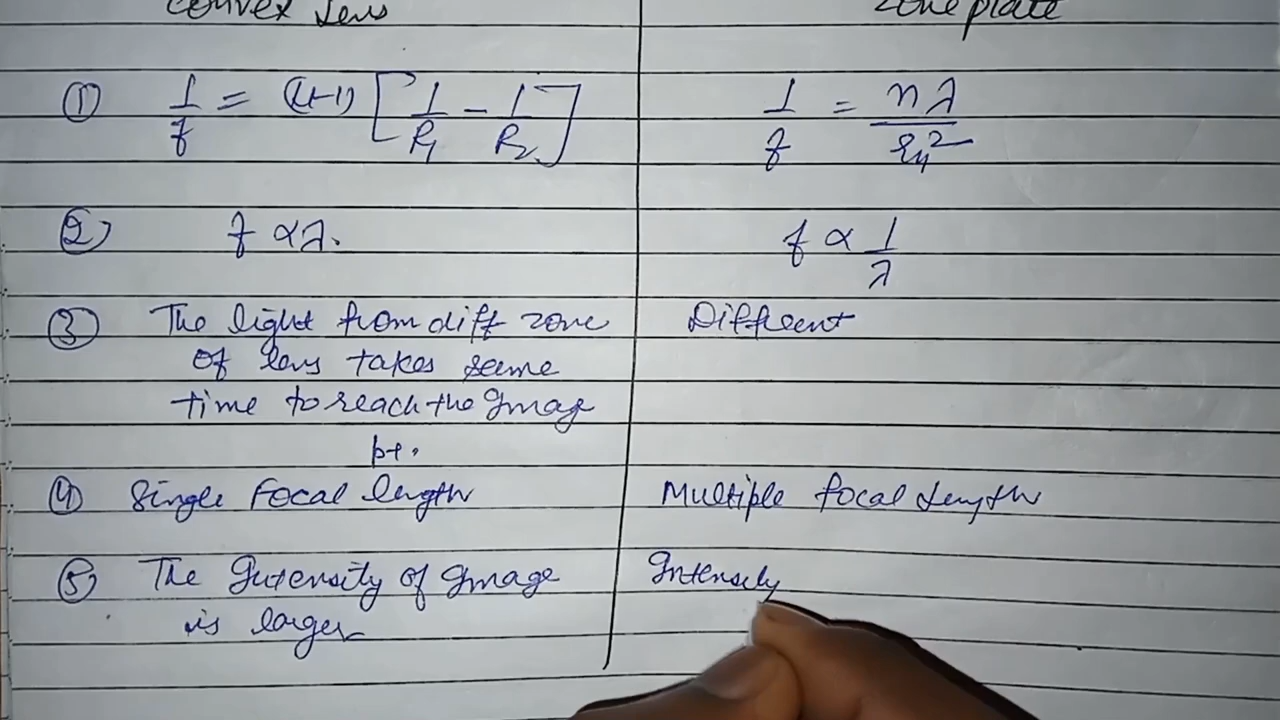 Convex Lens Zone plate
① 1/f = (μ-1) [1/R₁ - 1/R₂] 1/f = nλ/rₙ²
② f ∝ λ. f ∝ 1/λ
③ The light from diff zone Different
of lens takes same
time to reach the Image
pt.
④ Single Focal length Multiple focal Length
⑤ The Intensity of Image Intensity
is larger